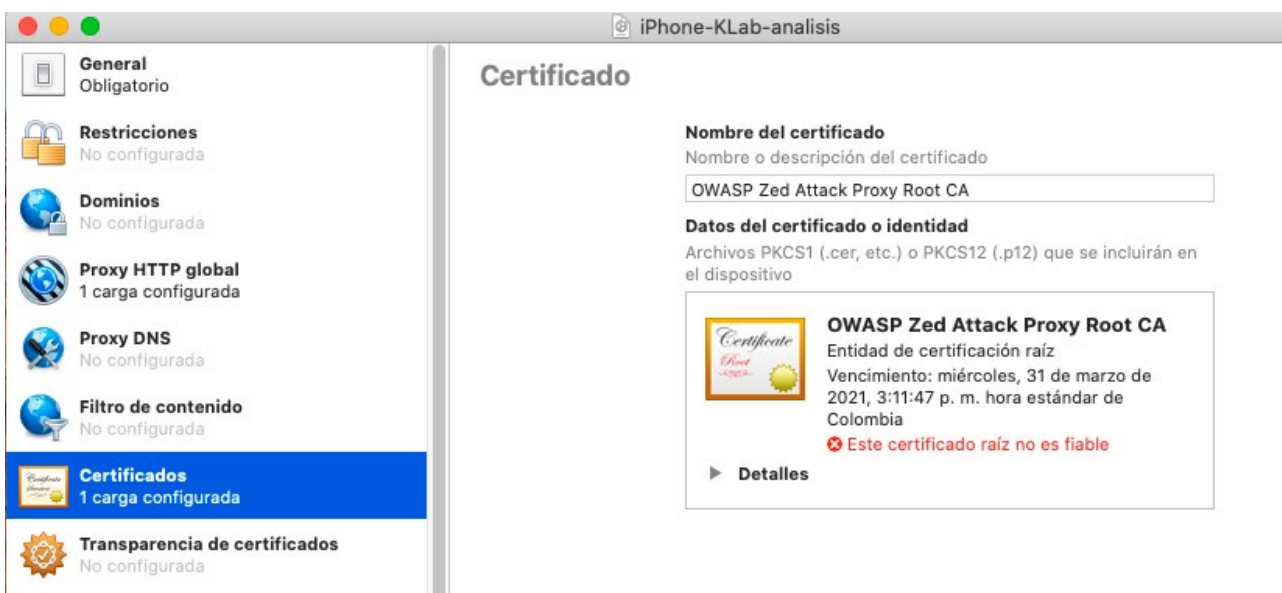 iPhone-KLab-analisis
General
Obligatorio
Restricciones
No configurada
Dominios
No configurada
Proxy HTTP global
1 carga configurada
Proxy DNS
No configurada
Filtro de contenido
No configurada
Certificados
1 carga configurada
Transparencia de certificados
No configurada
Certificado
Nombre del certificado
Nombre o descripción del certificado
OWASP Zed Attack Proxy Root CA
Datos del certificado o identidad
Archivos PKCS1 (.cer, etc.) o PKCS12 (.p12) que se incluirán en
el dispositivo
Certificate
Root
OWASP Zed Attack Proxy Root CA
Entidad de certificación raíz
Vencimiento: miércoles, 31 de marzo de
2021, 3:11:47 p. m. hora estándar de
Colombia
Este certificado raíz no es fiable
Detalles